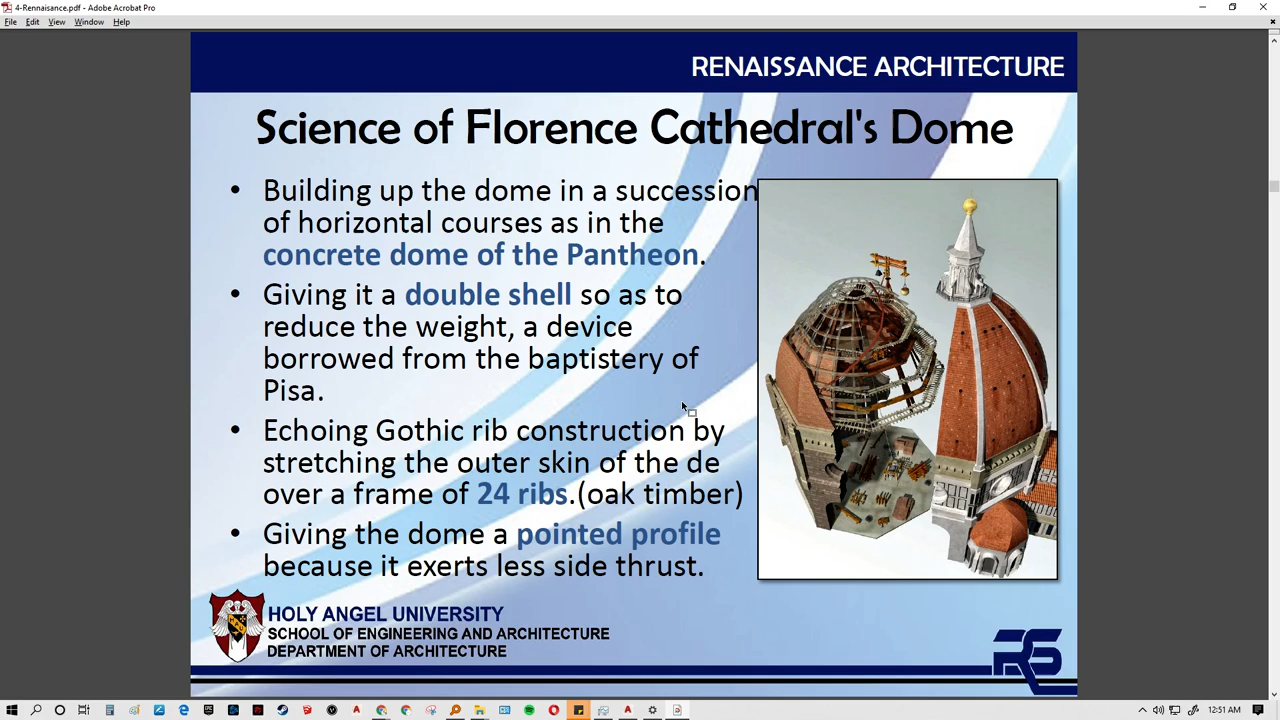 4-Rennaisance.pdf - Adobe Acrobat Pro
File Edit View Window Help
RENAISSANCE ARCHITECTURE
Science of Florence Cathedral's Dome
• Building up the dome in a succession
of horizontal courses as in the
concrete dome of the Pantheon.
• Giving it a double shell so as to
reduce the weight, a device
borrowed from the baptistery of
Pisa.
• Echoing Gothic rib construction by
stretching the outer skin of the de
over a frame of 24 ribs.(oak timber)
• Giving the dome a pointed profile
because it exerts less side thrust.
HOLY ANGEL UNIVERSITY
SCHOOL OF ENGINEERING AND ARCHITECTURE
DEPARTMENT OF ARCHITECTURE
RS
12:51 AM